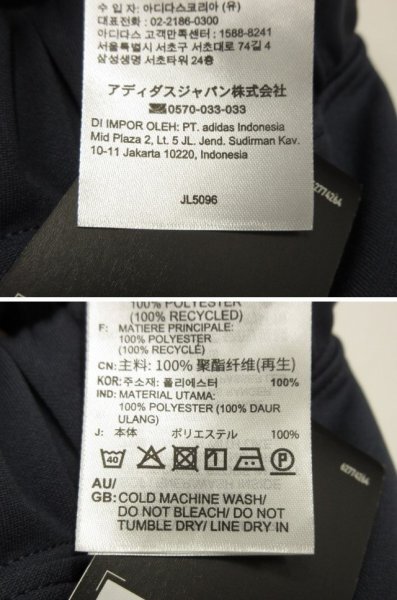 수 입 자: 아디다스코리아 (유)
대표전화 : 02-2186-0300
아디다스 고객만족센터 : 1588-8241
서울특별시 서초구 서초대로 74길 4
삼성생명 서초타워 24층
アディダスジャパン株式会社
0570-033-033
DI IMPOR OLEH: PT. adidas Indonesia
Mid Plaza 2, Lt. 5 JL. Jend. Sudirman Kav.
10-11 Jakarta 10220, Indonesia
JL5096
62774264
100% POLYESTER
(100% RECYCLED)
F: MATIERE PRINCIPALE:
100% POLYESTER
(100% RECYCLÉ)
CN: 主料: 100% 聚酯纤维(再生)
KOR: 주소재: 폴리에스터 100%
IND: MATERIAL UTAMA:
100% POLYESTER (100% DAUR
ULANG)
J: 本体 ポリエステル 100%
40 P
AU/
GB: COLD MACHINE WASH/
DO NOT BLEACH/ DO NOT
TUMBLE DRY/ LINE DRY IN
62774264